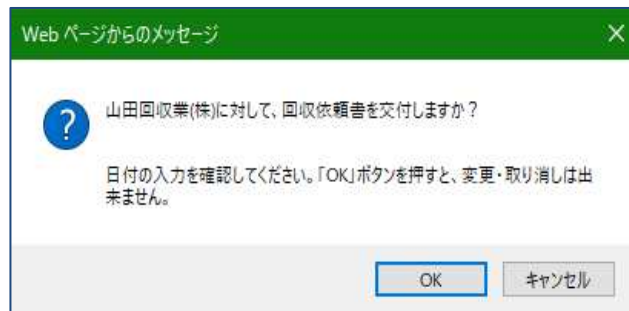 Web ページからのメッセージ
山田回収業(株)に対して、回収依頼書を交付しますか？
日付の入力を確認してください。「OK」ボタンを押すと、変更・取り消しは出
来ません。
OK
キャンセル